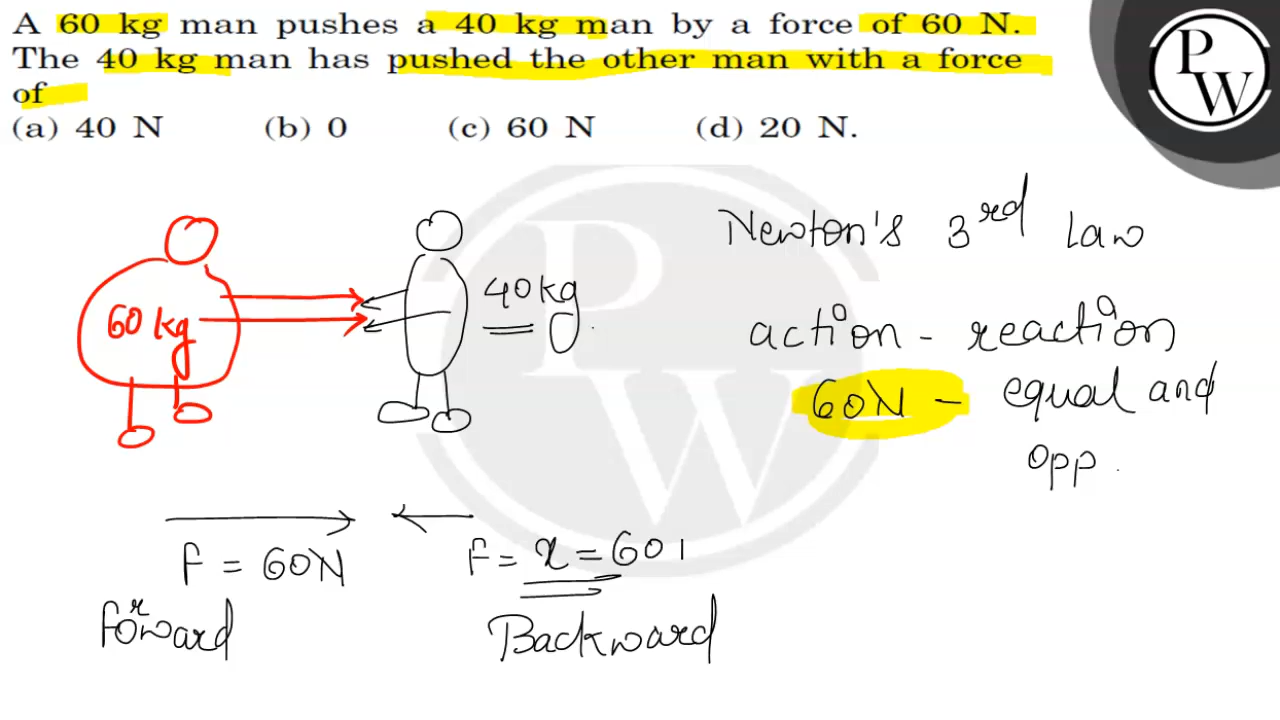 A 60 kg man pushes a 40 kg man by a force of 60 N.
The 40 kg man has pushed the other man with a force
of
(a) 40 N (b) 0 (c) 60 N (d) 20 N.
PW
Newton's 3rd Law
60 kg
40 kg
action - reaction
60N - equal and
opp.
F = 60N
F = x = 60
forward
Backward
PW